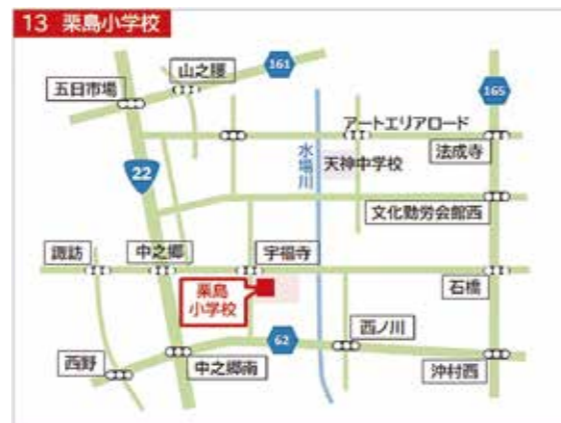 13 栗島小学校
161
山之腰
五日市場
165
アートエリアロード
法成寺
水場川
天神中学校
22
文化勤労会館西
諏訪
中之郷
宇福寺
石橋
栗島
小学校
西ノ川
62
西野
中之郷南
沖村西